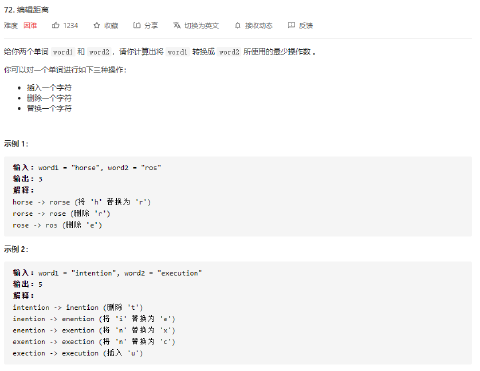 72. 编辑距离
难度 困难 1234 收藏 分享 切换为英文 接收动态 反馈
给你两个单词 word1 和 word2 ，请你计算出将 word1 转换成 word2 所使用的最少操作数 。
你可以对一个单词进行如下三种操作：
插入一个字符
删除一个字符
替换一个字符
示例 1：
输入：word1 = "horse", word2 = "ros"
输出：3
解释：
horse -> rorse (将 'h' 替换为 'r')
rorse -> rose (删除 'r')
rose -> ros (删除 'e')
示例 2：
输入：word1 = "intention", word2 = "execution"
输出：5
解释：
intention -> inention (删除 't')
inention -> enention (将 'i' 替换为 'e')
enention -> exention (将 'n' 替换为 'x')
exention -> exection (将 'n' 替换为 'c')
exection -> execution (插入 'u')